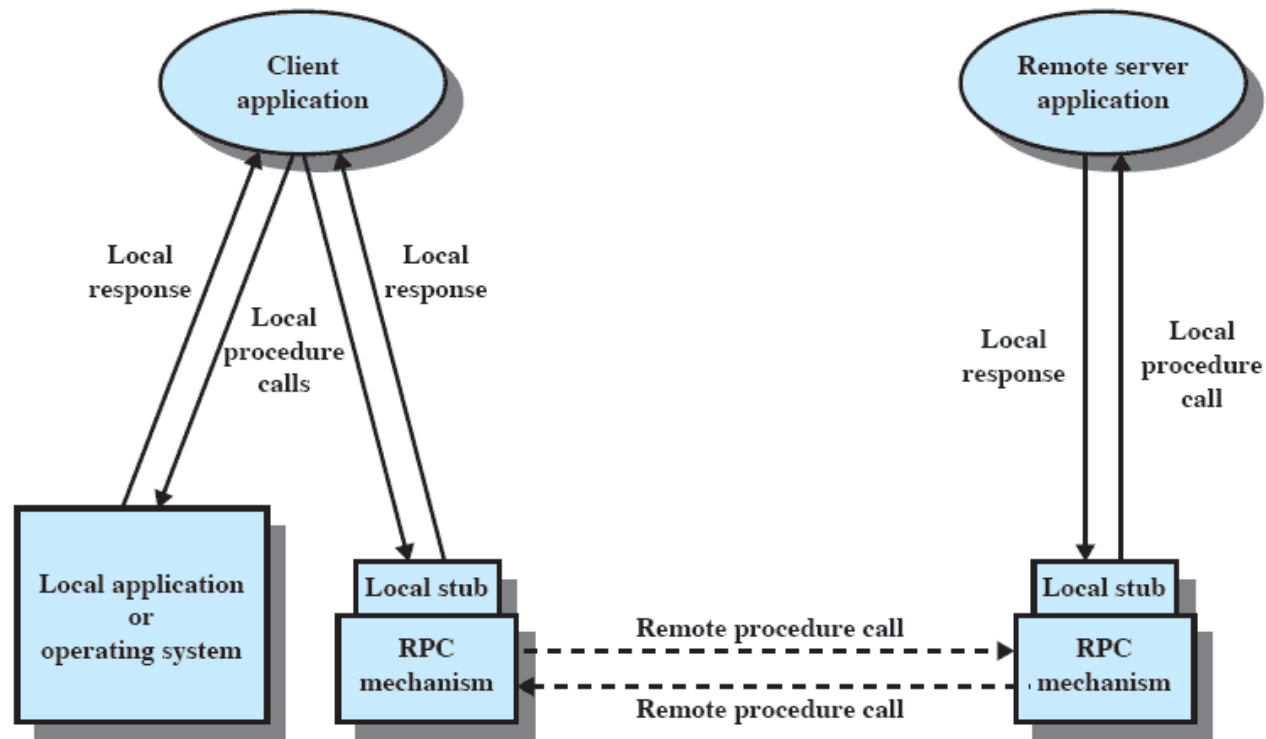 Client
application
Remote server
application
Local
response
Local
procedure
calls
Local
response
Local
response
Local
procedure
call
Local application
or
operating system
Local stub
RPC
mechanism
Remote procedure call
Remote procedure call
Local stub
RPC
mechanism